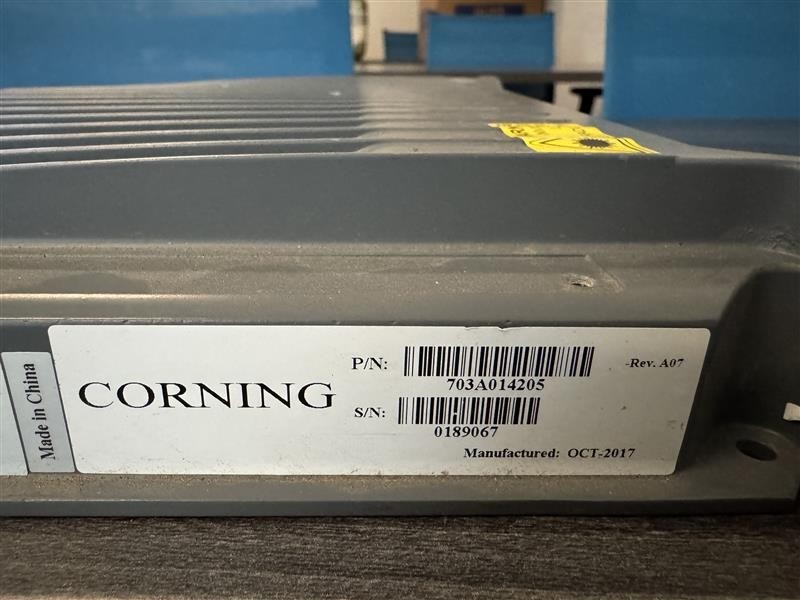 Made in China
CORNING
P/N:
703A014205
-Rev. A07
S/N:
0189067
Manufactured: OCT-2017